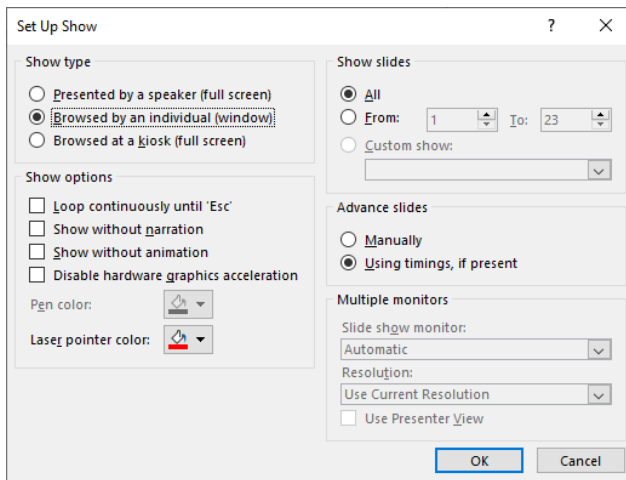 Set Up Show
?
Show type
Presented by a speaker (full screen)
Browsed by an individual (window)
Browsed at a kiosk (full screen)
Show options
Loop continuously until 'Esc'
Show without narration
Show without animation
Disable hardware graphics acceleration
Pen color:
Laser pointer color:
Show slides
All
From: 1 To: 23
Custom show:
Advance slides
Manually
Using timings, if present
Multiple monitors
Slide show monitor:
Automatic
Resolution:
Use Current Resolution
Use Presenter View
OK
Cancel